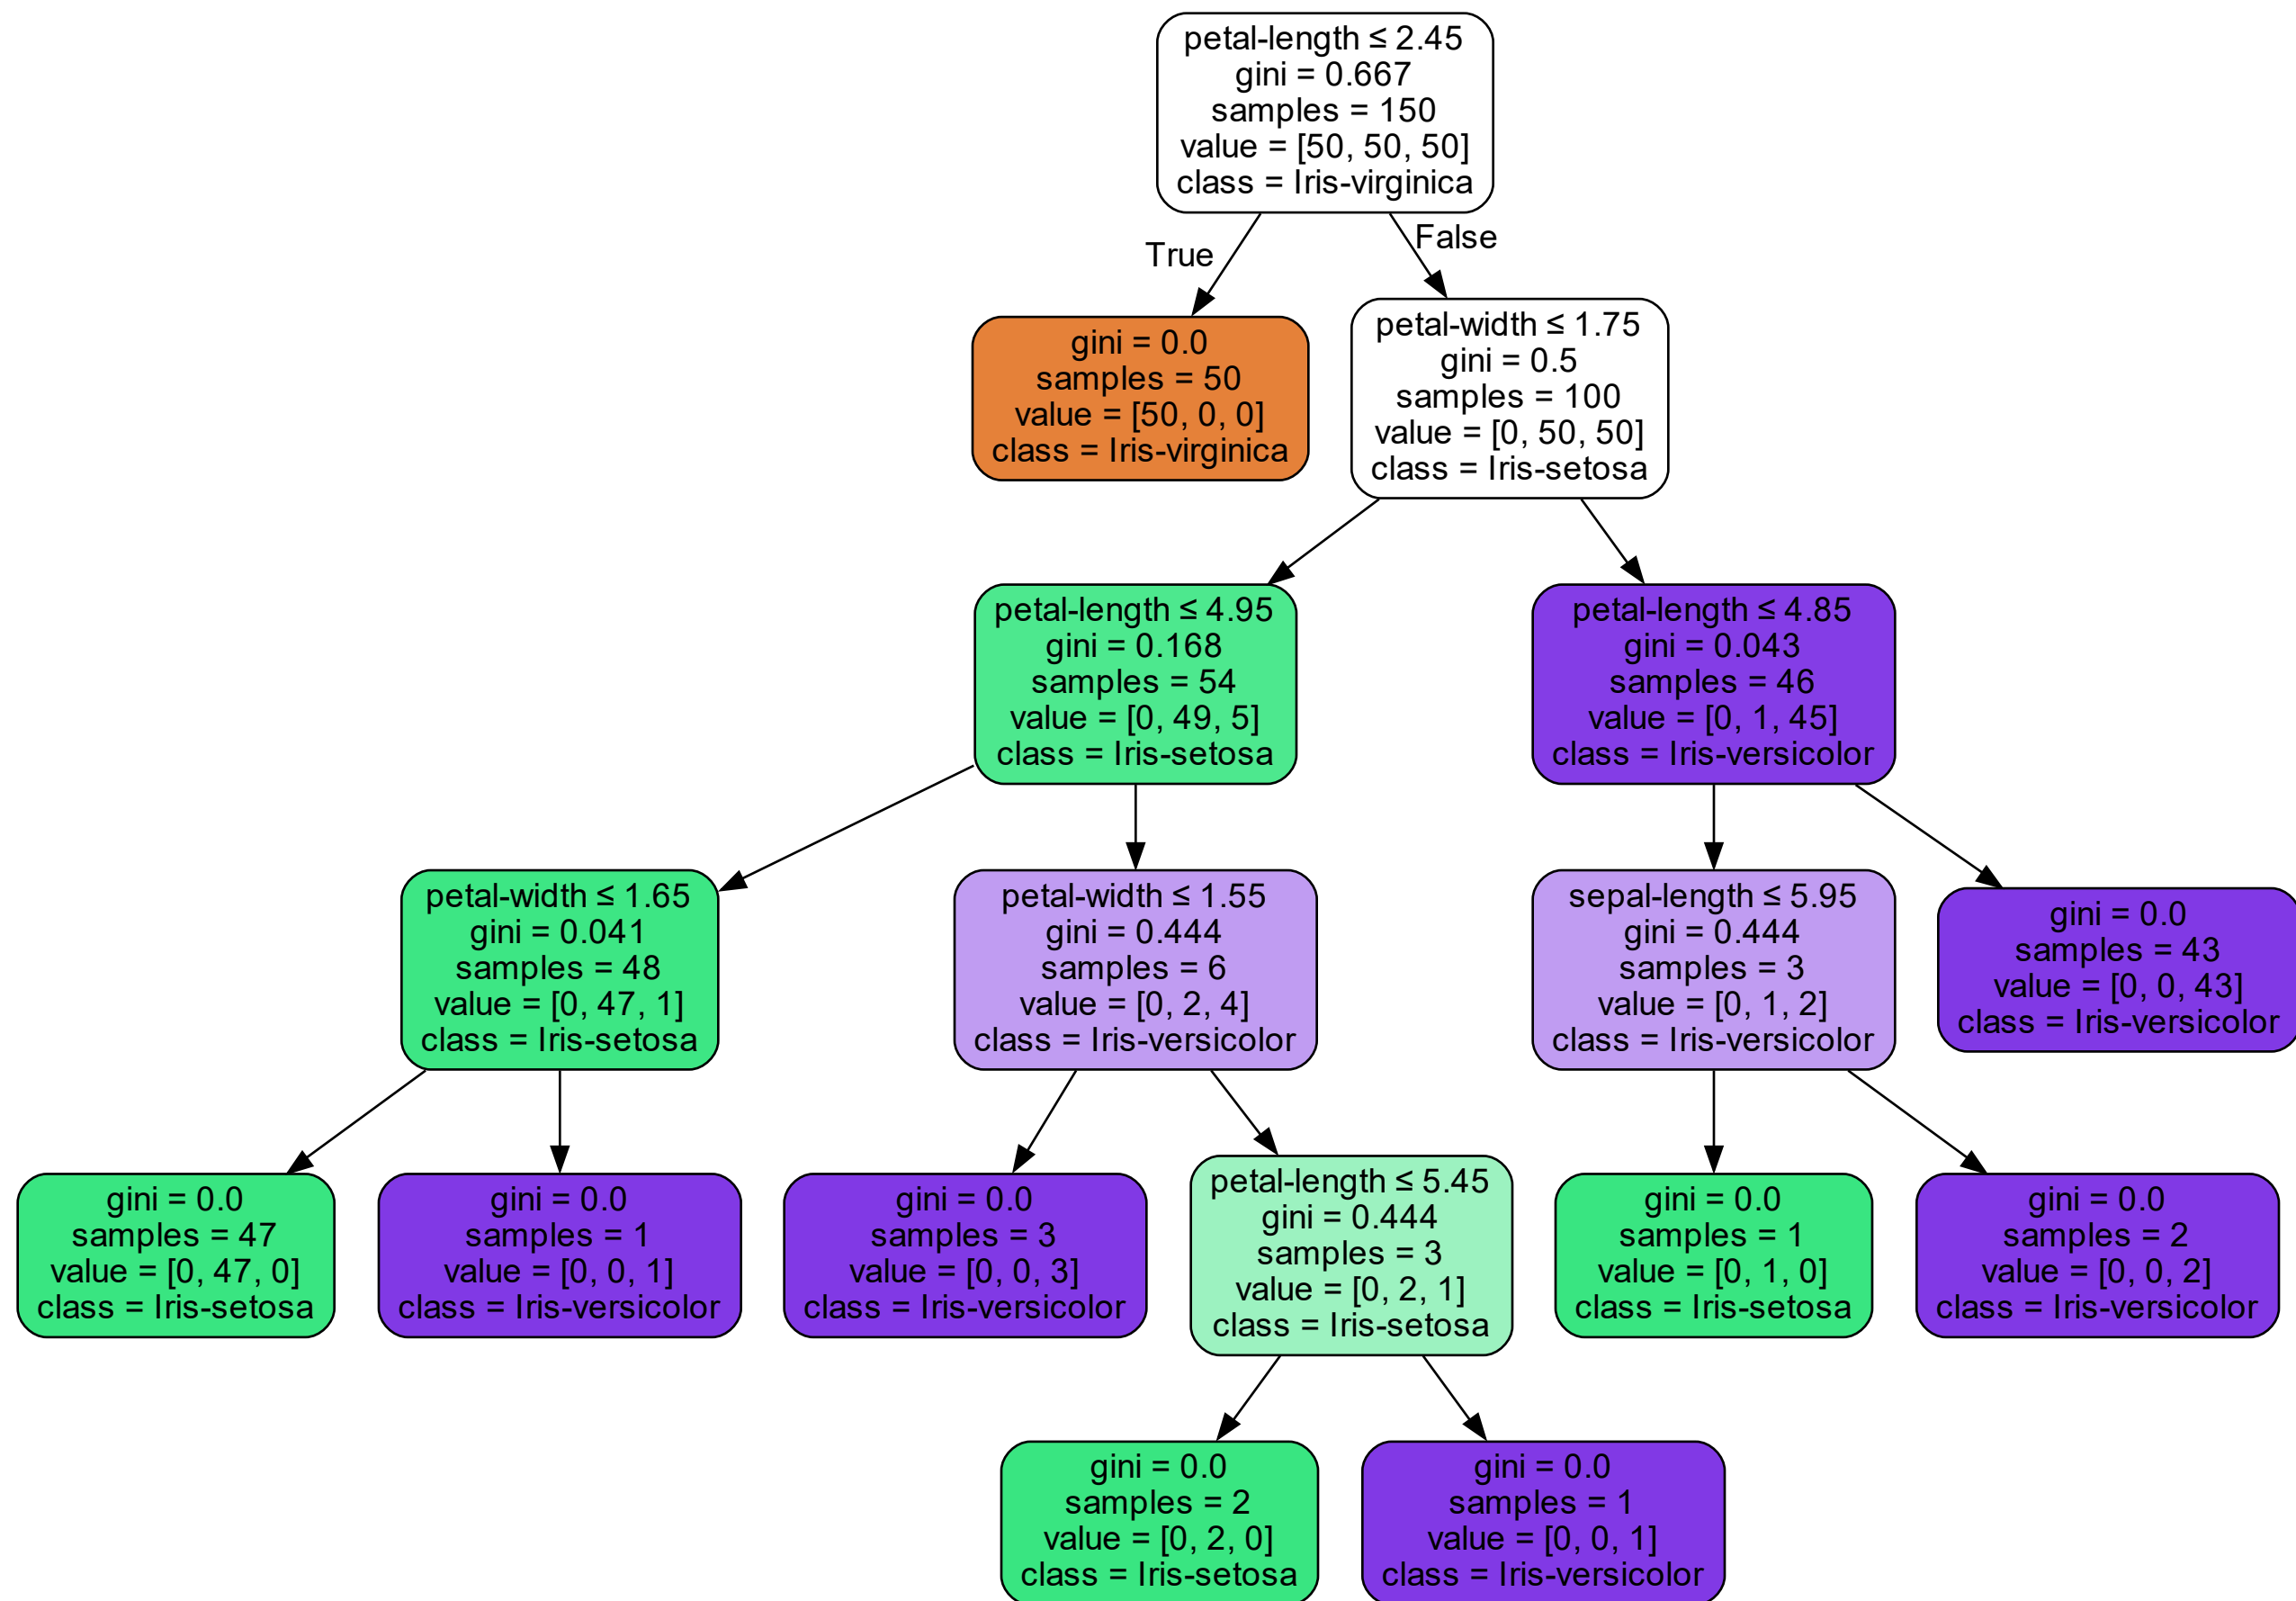 petal-length ≤ 2.45
gini = 0.667
samples = 150
value = [50, 50, 50]
class = Iris-virginica
True
False
gini = 0.0
samples = 50
value = [50, 0, 0]
class = Iris-virginica
petal-width ≤ 1.75
gini = 0.5
samples = 100
value = [0, 50, 50]
class = Iris-setosa
petal-length ≤ 4.95
gini = 0.168
samples = 54
value = [0, 49, 5]
class = Iris-setosa
petal-length ≤ 4.85
gini = 0.043
samples = 46
value = [0, 1, 45]
class = Iris-versicolor
petal-width ≤ 1.65
gini = 0.041
samples = 48
value = [0, 47, 1]
class = Iris-setosa
petal-width ≤ 1.55
gini = 0.444
samples = 6
value = [0, 2, 4]
class = Iris-versicolor
sepal-length ≤ 5.95
gini = 0.444
samples = 3
value = [0, 1, 2]
class = Iris-versicolor
gini = 0.0
samples = 43
value = [0, 0, 43]
class = Iris-versicolor
gini = 0.0
samples = 47
value = [0, 47, 0]
class = Iris-setosa
gini = 0.0
samples = 1
value = [0, 0, 1]
class = Iris-versicolor
gini = 0.0
samples = 3
value = [0, 0, 3]
class = Iris-versicolor
petal-length ≤ 5.45
gini = 0.444
samples = 3
value = [0, 2, 1]
class = Iris-setosa
gini = 0.0
samples = 1
value = [0, 1, 0]
class = Iris-setosa
gini = 0.0
samples = 2
value = [0, 0, 2]
class = Iris-versicolor
gini = 0.0
samples = 2
value = [0, 2, 0]
class = Iris-setosa
gini = 0.0
samples = 1
value = [0, 0, 1]
class = Iris-versicolor